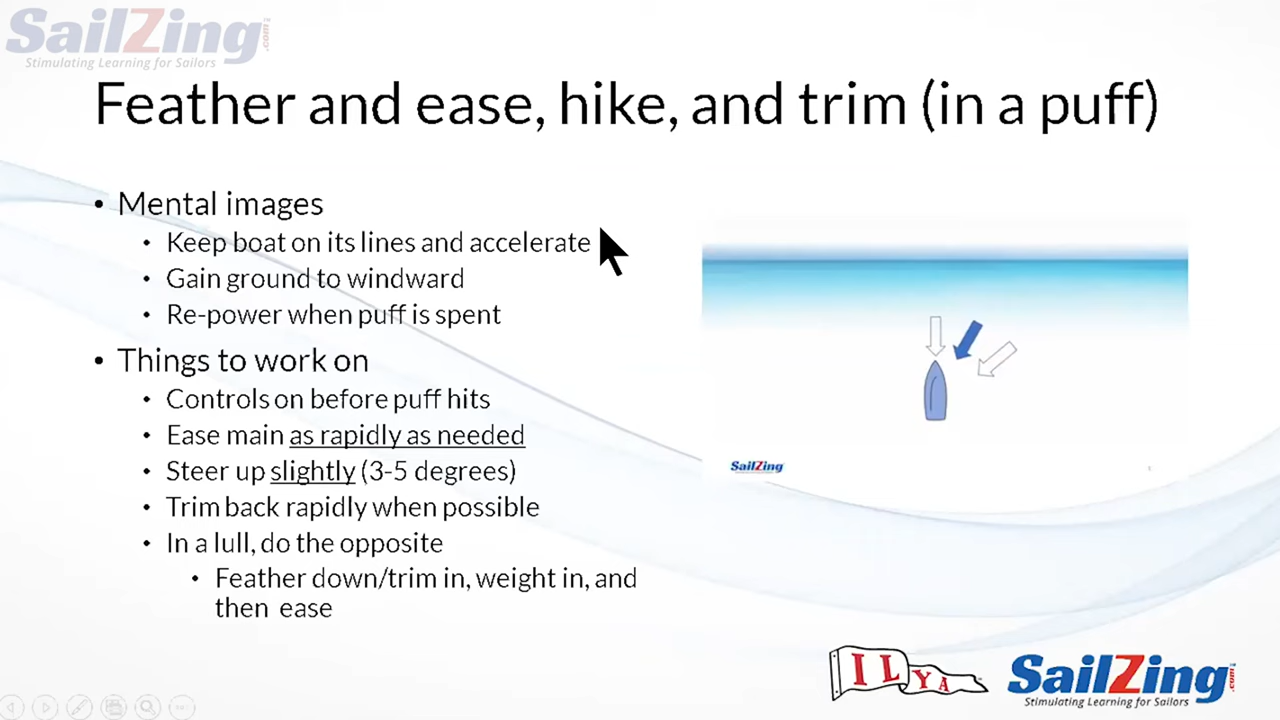 SailZing.com
Stimulating Learning for Sailors
Feather and ease, hike, and trim (in a puff)
• Mental images
• Keep boat on its lines and accelerate
• Gain ground to windward
• Re-power when puff is spent
• Things to work on
• Controls on before puff hits
• Ease main as rapidly as needed
• Steer up slightly (3-5 degrees)
• Trim back rapidly when possible
• In a lull, do the opposite
• Feather down/trim in, weight in, and
then ease
SailZing
1
ILYA
SailZing.com
Stimulating Learning for Sailors